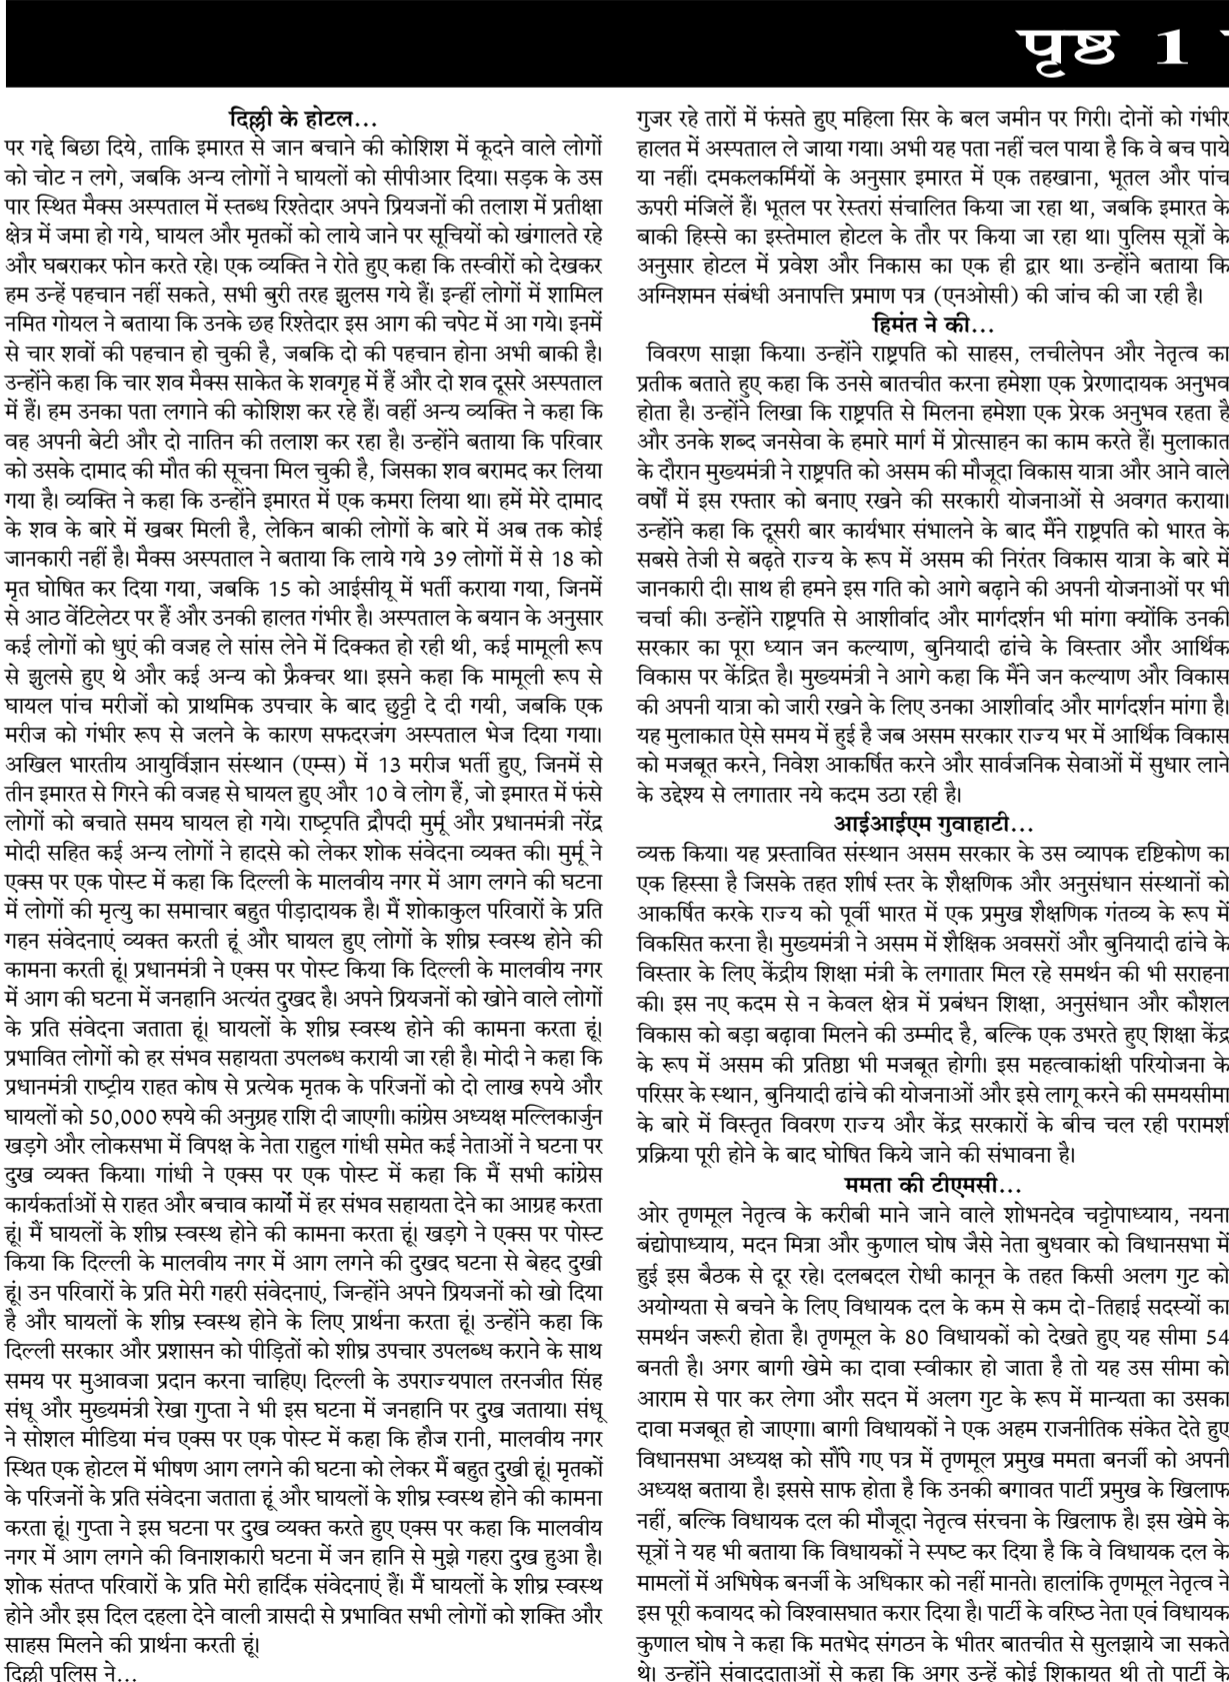 पृष्ठ 1
दिल्ली के होटल...
पर गद्दे बिछा दिये, ताकि इमारत से जान बचाने की कोशिश में कूदने वाले लोगों
को चोट न लगे, जबकि अन्य लोगों ने घायलों को सीपीआर दिया। सड़क के उस
पार स्थित मैक्स अस्पताल में स्तब्ध रिश्तेदार अपने प्रियजनों की तलाश में प्रतीक्षा
क्षेत्र में जमा हो गये, घायल और मृतकों को लाये जाने पर सूचियों को खंगालते रहे
और घबराकर फोन करते रहे। एक व्यक्ति ने रोते हुए कहा कि तस्वीरों को देखकर
हम उन्हें पहचान नहीं सकते, सभी बुरी तरह झुलस गये हैं। इन्हीं लोगों में शामिल
नमित गोयल ने बताया कि उनके छह रिश्तेदार इस आग की चपेट में आ गये। इनमें
से चार शवों की पहचान हो चुकी है, जबकि दो की पहचान होना अभी बाकी है।
उन्होंने कहा कि चार शव मैक्स साकेत के शवगृह में हैं और दो शव दूसरे अस्पताल
में हैं। हम उनका पता लगाने की कोशिश कर रहे हैं। वहीं अन्य व्यक्ति ने कहा कि
वह अपनी बेटी और दो नातिन की तलाश कर रहा है। उन्होंने बताया कि परिवार
को उसके दामाद की मौत की सूचना मिल चुकी है, जिसका शव बरामद कर लिया
गया है। व्यक्ति ने कहा कि उन्होंने इमारत में एक कमरा लिया था। हमें मेरे दामाद
के शव के बारे में खबर मिली है, लेकिन बाकी लोगों के बारे में अब तक कोई
जानकारी नहीं है। मैक्स अस्पताल ने बताया कि लाये गये 39 लोगों में से 18 को
मृत घोषित कर दिया गया, जबकि 15 को आईसीयू में भर्ती कराया गया, जिनमें
से आठ वेंटिलेटर पर हैं और उनकी हालत गंभीर है। अस्पताल के बयान के अनुसार
कई लोगों को धुएं की वजह ले सांस लेने में दिक्कत हो रही थी, कई मामूली रूप
से झुलसे हुए थे और कई अन्य को फ्रैक्चर था। इसने कहा कि मामूली रूप से
घायल पांच मरीजों को प्राथमिक उपचार के बाद छुट्टी दे दी गयी, जबकि एक
मरीज को गंभीर रूप से जलने के कारण सफदरजंग अस्पताल भेज दिया गया।
अखिल भारतीय आयुर्विज्ञान संस्थान (एम्स) में 13 मरीज भर्ती हुए, जिनमें से
तीन इमारत से गिरने की वजह से घायल हुए और 10 वे लोग हैं, जो इमारत में फंसे
लोगों को बचाते समय घायल हो गये। राष्ट्रपति द्रौपदी मुर्मू और प्रधानमंत्री नरेंद्र
मोदी सहित कई अन्य लोगों ने हादसे को लेकर शोक संवेदना व्यक्त की। मुर्मू ने
एक्स पर एक पोस्ट में कहा कि दिल्ली के मालवीय नगर में आग लगने की घटना
में लोगों की मृत्यु का समाचार बहुत पीड़ादायक है। मैं शोकाकुल परिवारों के प्रति
गहन संवेदनाएं व्यक्त करती हूं और घायल हुए लोगों के शीघ्र स्वस्थ होने की
कामना करती हूं। प्रधानमंत्री ने एक्स पर पोस्ट किया कि दिल्ली के मालवीय नगर
में आग की घटना में जनहानि अत्यंत दुखद है। अपने प्रियजनों को खोने वाले लोगों
के प्रति संवेदना जताता हूं। घायलों के शीघ्र स्वस्थ होने की कामना करता हूं।
प्रभावित लोगों को हर संभव सहायता उपलब्ध करायी जा रही है। मोदी ने कहा कि
प्रधानमंत्री राष्ट्रीय राहत कोष से प्रत्येक मृतक के परिजनों को दो लाख रुपये और
घायलों को 50,000 रुपये की अनुग्रह राशि दी जाएगी। कांग्रेस अध्यक्ष मल्लिकार्जुन
खड़गे और लोकसभा में विपक्ष के नेता राहुल गांधी समेत कई नेताओं ने घटना पर
दुख व्यक्त किया। गांधी ने एक्स पर एक पोस्ट में कहा कि मैं सभी कांग्रेस
कार्यकर्ताओं से राहत और बचाव कार्यों में हर संभव सहायता देने का आग्रह करता
हूं। मैं घायलों के शीघ्र स्वस्थ होने की कामना करता हूं। खड़गे ने एक्स पर पोस्ट
किया कि दिल्ली के मालवीय नगर में आग लगने की दुखद घटना से बेहद दुखी
हूं। उन परिवारों के प्रति मेरी गहरी संवेदनाएं, जिन्होंने अपने प्रियजनों को खो दिया
है और घायलों के शीघ्र स्वस्थ होने के लिए प्रार्थना करता हूं। उन्होंने कहा कि
दिल्ली सरकार और प्रशासन को पीड़ितों को शीघ्र उपचार उपलब्ध कराने के साथ
समय पर मुआवजा प्रदान करना चाहिए। दिल्ली के उपराज्यपाल तरनजीत सिंह
संधू और मुख्यमंत्री रेखा गुप्ता ने भी इस घटना में जनहानि पर दुख जताया। संधू
ने सोशल मीडिया मंच एक्स पर एक पोस्ट में कहा कि हौज रानी, मालवीय नगर
स्थित एक होटल में भीषण आग लगने की घटना को लेकर मैं बहुत दुखी हूं। मृतकों
के परिजनों के प्रति संवेदना जताता हूं और घायलों के शीघ्र स्वस्थ होने की कामना
करता हूं। गुप्ता ने इस घटना पर दुख व्यक्त करते हुए एक्स पर कहा कि मालवीय
नगर में आग लगने की विनाशकारी घटना में जन हानि से मुझे गहरा दुख हुआ है।
शोक संतप्त परिवारों के प्रति मेरी हार्दिक संवेदनाएं हैं। मैं घायलों के शीघ्र स्वस्थ
होने और इस दिल दहला देने वाली त्रासदी से प्रभावित सभी लोगों को शक्ति और
साहस मिलने की प्रार्थना करती हूं।
दिल्ली पुलिस ने...
गुजर रहे तारों में फंसते हुए महिला सिर के बल जमीन पर गिरी। दोनों को गंभीर
हालत में अस्पताल ले जाया गया। अभी यह पता नहीं चल पाया है कि वे बच पाये
या नहीं। दमकलकर्मियों के अनुसार इमारत में एक तहखाना, भूतल और पांच
ऊपरी मंजिलें हैं। भूतल पर रेस्तरां संचालित किया जा रहा था, जबकि इमारत के
बाकी हिस्से का इस्तेमाल होटल के तौर पर किया जा रहा था। पुलिस सूत्रों के
अनुसार होटल में प्रवेश और निकास का एक ही द्वार था। उन्होंने बताया कि
अग्निशमन संबंधी अनापत्ति प्रमाण पत्र (एनओसी) की जांच की जा रही है।
हिमंत ने की...
विवरण साझा किया। उन्होंने राष्ट्रपति को साहस, लचीलेपन और नेतृत्व का
प्रतीक बताते हुए कहा कि उनसे बातचीत करना हमेशा एक प्रेरणादायक अनुभव
होता है। उन्होंने लिखा कि राष्ट्रपति से मिलना हमेशा एक प्रेरक अनुभव रहता है
और उनके शब्द जनसेवा के हमारे मार्ग में प्रोत्साहन का काम करते हैं। मुलाकात
के दौरान मुख्यमंत्री ने राष्ट्रपति को असम की मौजूदा विकास यात्रा और आने वाले
वर्षों में इस रफ्तार को बनाए रखने की सरकारी योजनाओं से अवगत कराया।
उन्होंने कहा कि दूसरी बार कार्यभार संभालने के बाद मैंने राष्ट्रपति को भारत के
सबसे तेजी से बढ़ते राज्य के रूप में असम की निरंतर विकास यात्रा के बारे में
जानकारी दी। साथ ही हमने इस गति को आगे बढ़ाने की अपनी योजनाओं पर भी
चर्चा की। उन्होंने राष्ट्रपति से आशीर्वाद और मार्गदर्शन भी मांगा क्योंकि उनकी
सरकार का पूरा ध्यान जन कल्याण, बुनियादी ढांचे के विस्तार और आर्थिक
विकास पर केंद्रित है। मुख्यमंत्री ने आगे कहा कि मैंने जन कल्याण और विकास
की अपनी यात्रा को जारी रखने के लिए उनका आशीर्वाद और मार्गदर्शन मांगा है।
यह मुलाकात ऐसे समय में हुई है जब असम सरकार राज्य भर में आर्थिक विकास
को मजबूत करने, निवेश आकर्षित करने और सार्वजनिक सेवाओं में सुधार लाने
के उद्देश्य से लगातार नये कदम उठा रही है।
आईआईएम गुवाहाटी...
व्यक्त किया। यह प्रस्तावित संस्थान असम सरकार के उस व्यापक दृष्टिकोण का
एक हिस्सा है जिसके तहत शीर्ष स्तर के शैक्षणिक और अनुसंधान संस्थानों को
आकर्षित करके राज्य को पूर्वी भारत में एक प्रमुख शैक्षणिक गंतव्य के रूप में
विकसित करना है। मुख्यमंत्री ने असम में शैक्षिक अवसरों और बुनियादी ढांचे के
विस्तार के लिए केंद्रीय शिक्षा मंत्री के लगातार मिल रहे समर्थन की भी सराहना
की। इस नए कदम से न केवल क्षेत्र में प्रबंधन शिक्षा, अनुसंधान और कौशल
विकास को बड़ा बढ़ावा मिलने की उम्मीद है, बल्कि एक उभरते हुए शिक्षा केंद्र
के रूप में असम की प्रतिष्ठा भी मजबूत होगी। इस महत्वाकांक्षी परियोजना के
परिसर के स्थान, बुनियादी ढांचे की योजनाओं और इसे लागू करने की समयसीमा
के बारे में विस्तृत विवरण राज्य और केंद्र सरकारों के बीच चल रही परामर्श
प्रक्रिया पूरी होने के बाद घोषित किये जाने की संभावना है।
ममता की टीएमसी...
ओर तृणमूल नेतृत्व के करीबी माने जाने वाले शोभनदेव चट्टोपाध्याय, नयना
बंद्योपाध्याय, मदन मित्रा और कुणाल घोष जैसे नेता बुधवार को विधानसभा में
हुई इस बैठक से दूर रहे। दलबदल रोधी कानून के तहत किसी अलग गुट को
अयोग्यता से बचने के लिए विधायक दल के कम से कम दो-तिहाई सदस्यों का
समर्थन जरूरी होता है। तृणमूल के 80 विधायकों को देखते हुए यह सीमा 54
बनती है। अगर बागी खेमे का दावा स्वीकार हो जाता है तो यह उस सीमा को
आराम से पार कर लेगा और सदन में अलग गुट के रूप में मान्यता का उसका
दावा मजबूत हो जाएगा। बागी विधायकों ने एक अहम राजनीतिक संकेत देते हुए
विधानसभा अध्यक्ष को सौंपे गए पत्र में तृणमूल प्रमुख ममता बनर्जी को अपना
अध्यक्ष बताया है। इससे साफ होता है कि उनकी बगावत पार्टी प्रमुख के खिलाफ
नहीं, बल्कि विधायक दल की मौजूदा नेतृत्व संरचना के खिलाफ है। इस खेमे के
सूत्रों ने यह भी बताया कि विधायकों ने स्पष्ट कर दिया है कि वे विधायक दल के
मामलों में अभिषेक बनर्जी के अधिकार को नहीं मानते। हालांकि तृणमूल नेतृत्व ने
इस पूरी कवायद को विश्वासघात करार दिया है। पार्टी के वरिष्ठ नेता एवं विधायक
कुणाल घोष ने कहा कि मतभेद संगठन के भीतर बातचीत से सुलझाये जा सकते
थे। उन्होंने संवाददाताओं से कहा कि अगर उन्हें कोई शिकायत थी तो पार्टी के